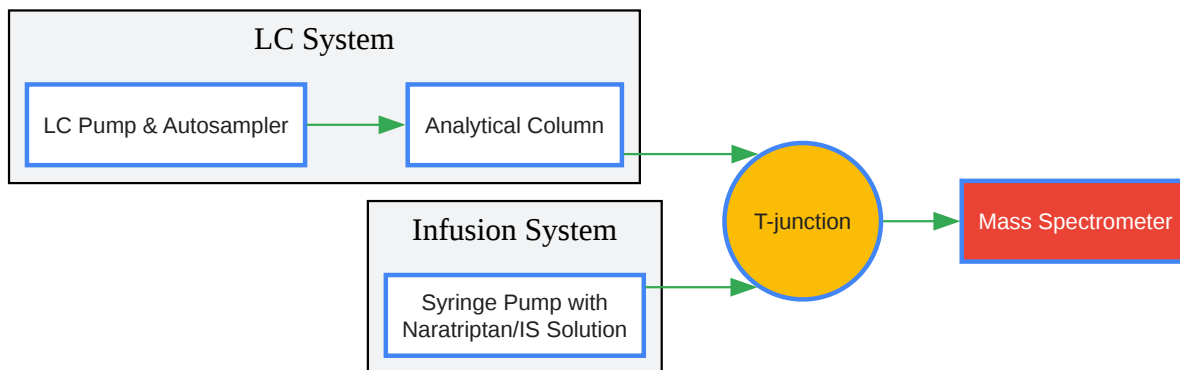 LC System
LC Pump & Autosampler
Analytical Column
Infusion System
Syringe Pump with
Naratriptan/IS Solution
T-junction
Mass Spectrometer